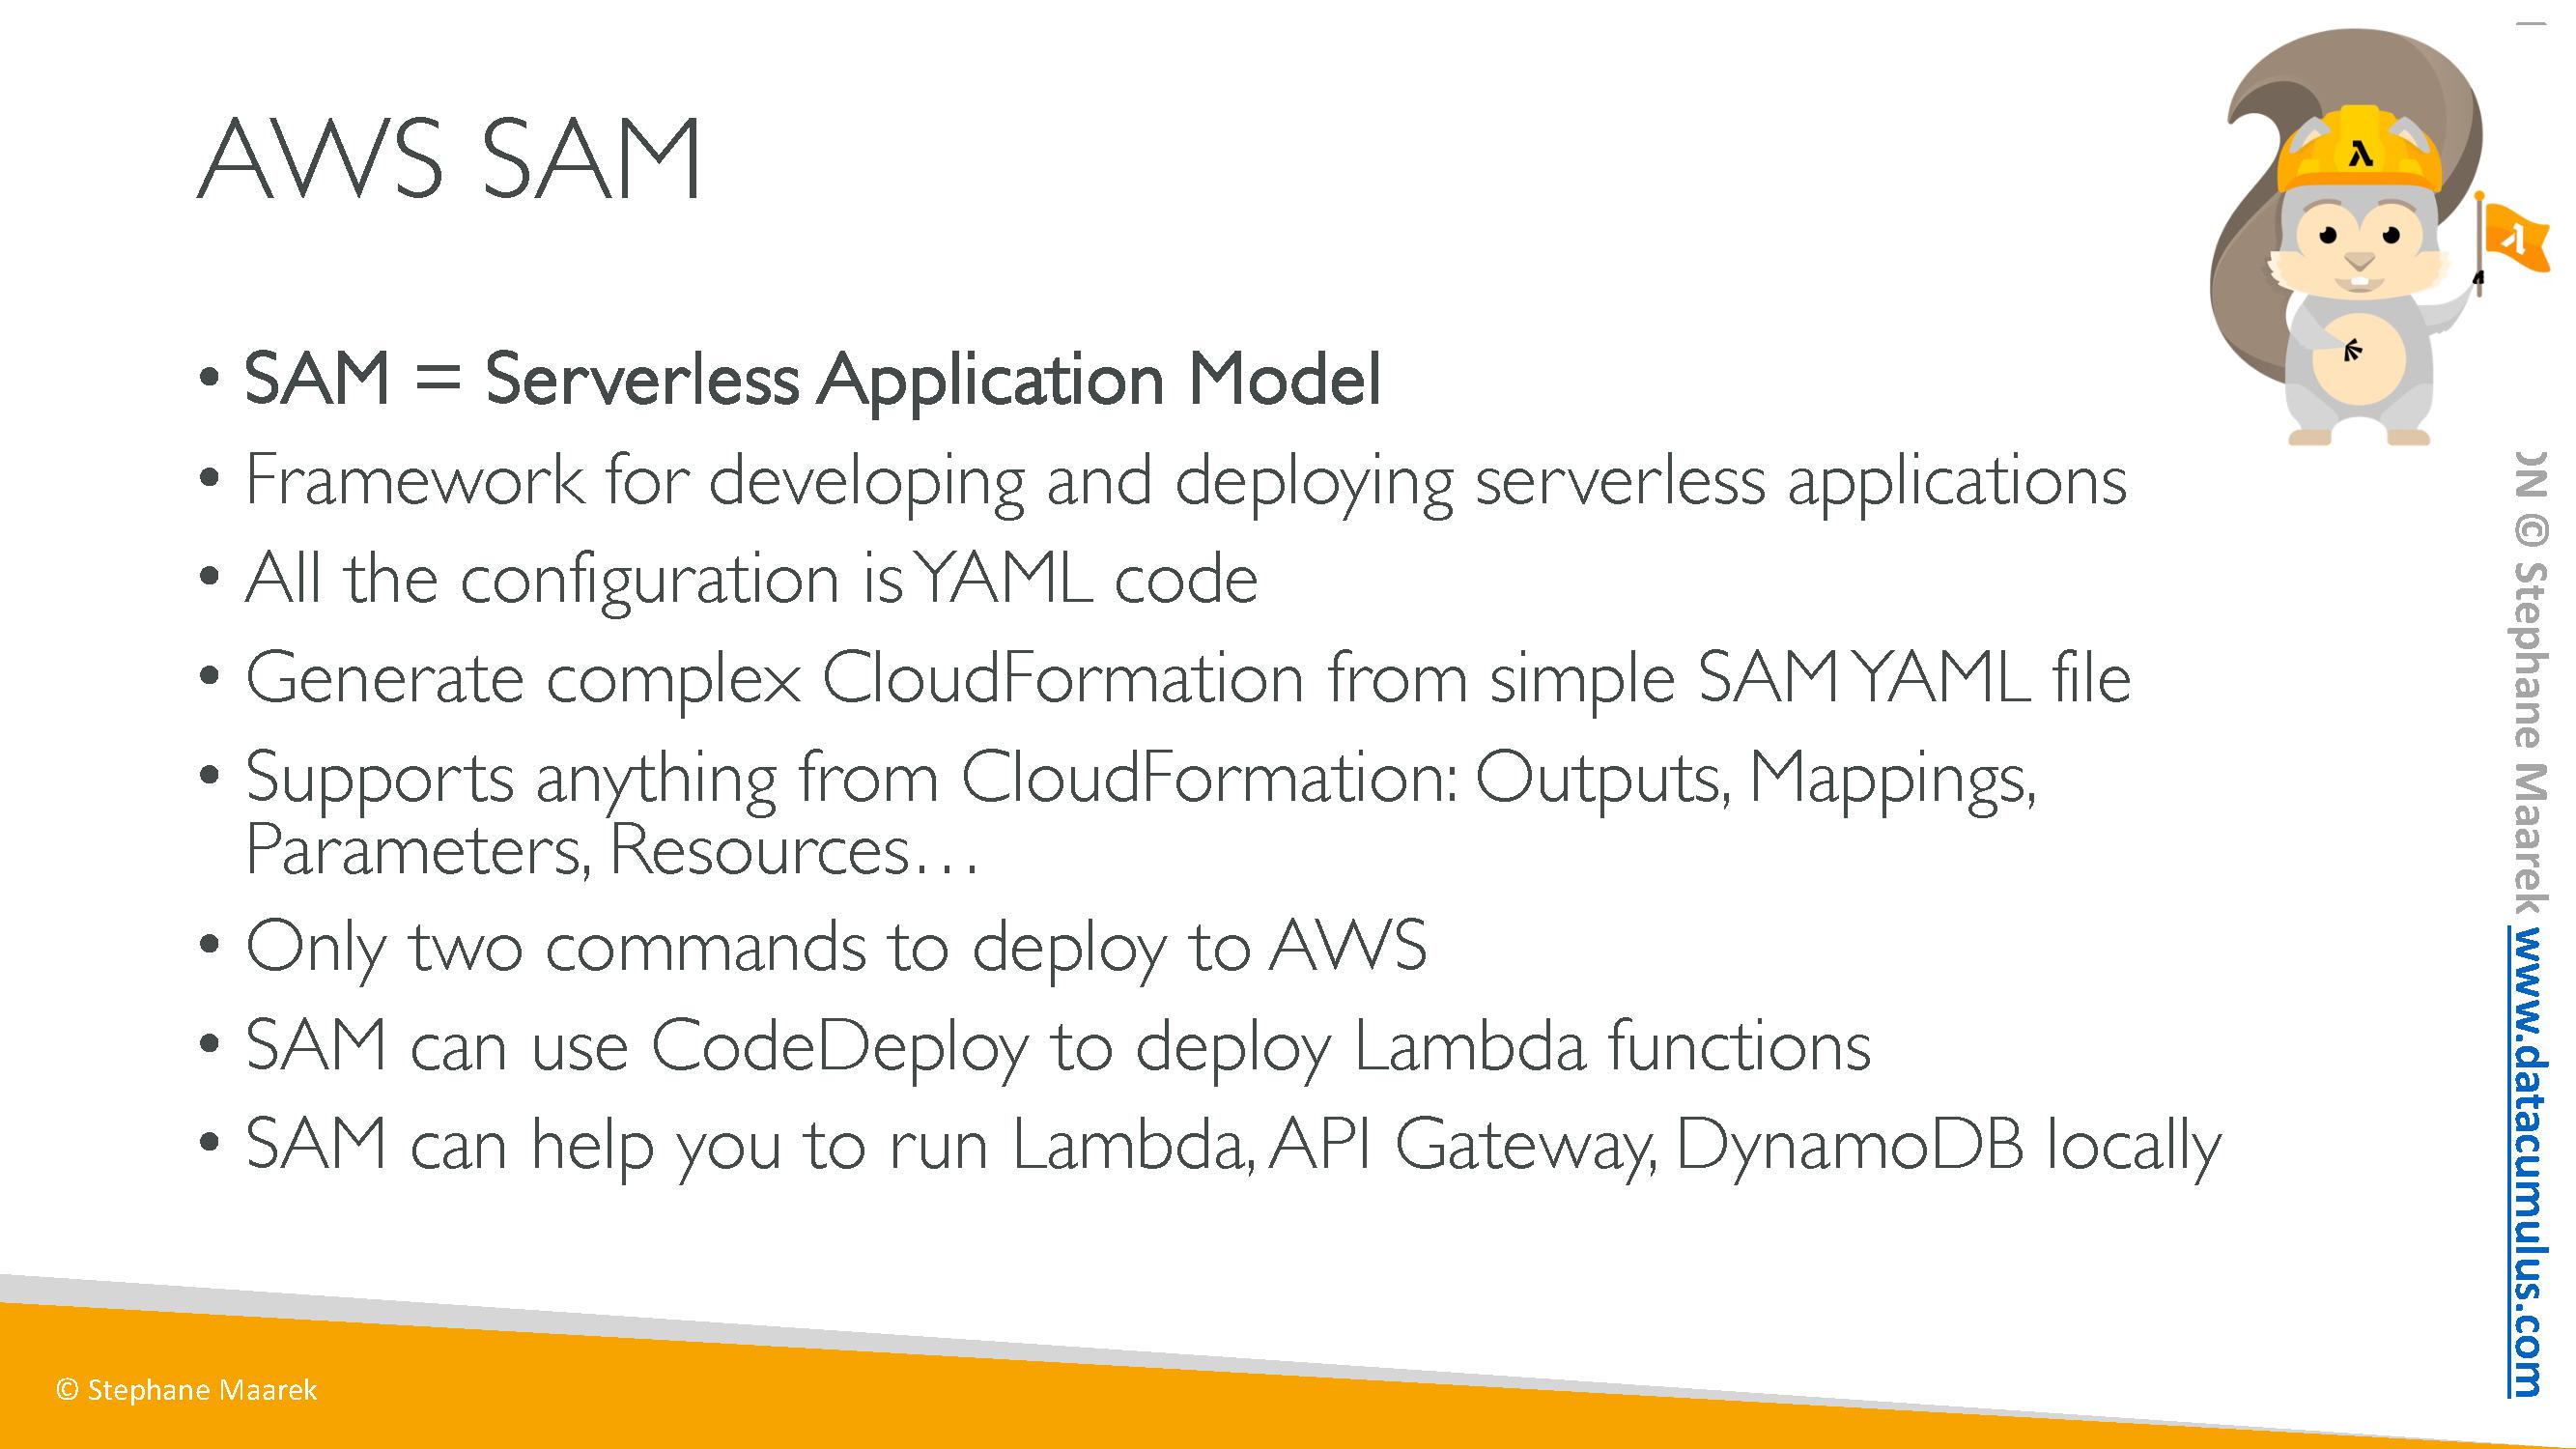 AWS SAM
• SAM = Serverless Application Model
• Framework for developing and deploying serverless applications
• All the configuration is YAML code
• Generate complex CloudFormation from simple SAM YAML file
• Supports anything from CloudFormation: Outputs, Mappings,
Parameters, Resources…
• Only two commands to deploy to AWS
• SAM can use CodeDeploy to deploy Lambda functions
• SAM can help you to run Lambda, API Gateway, DynamoDB locally
© Stephane Maarek
© Stephane Maarek www.datacumulus.com